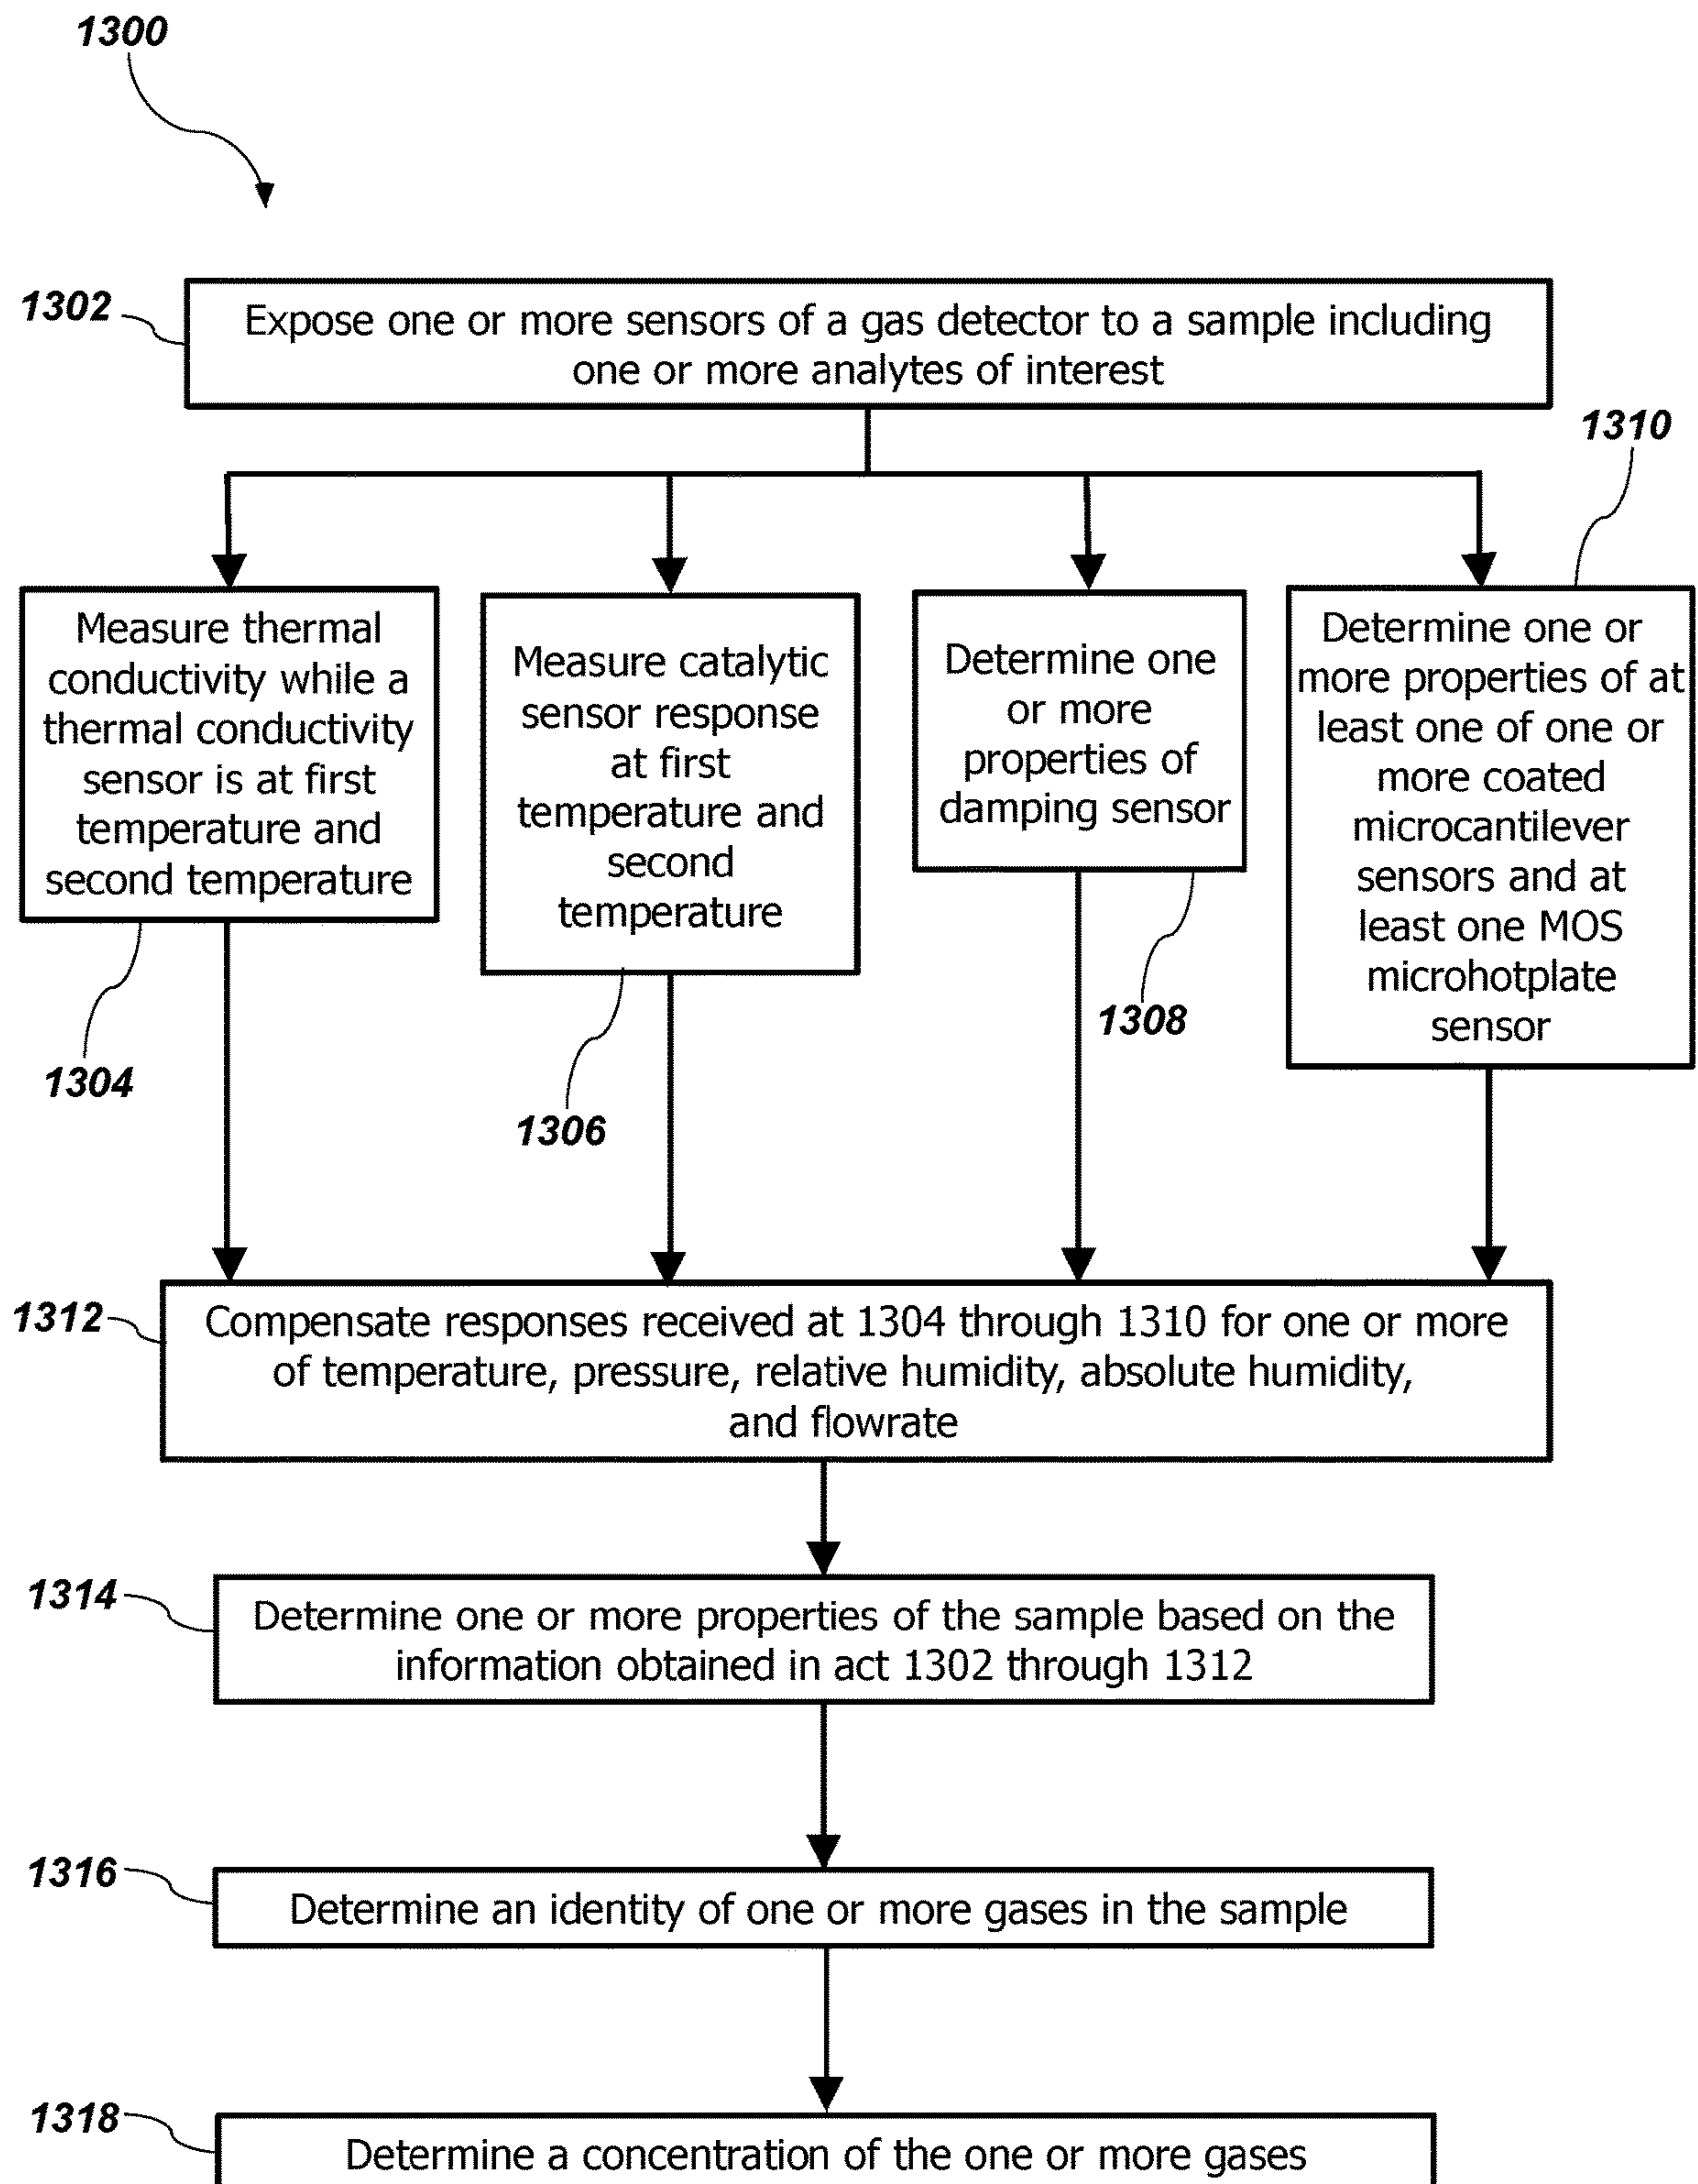 1300
1302
Expose one or more sensors of a gas detector to a sample including
one or more analytes of interest
1310
Measure thermal
conductivity while a
thermal conductivity
sensor is at first
temperature and
second temperature
1304
Measure catalytic
sensor response
at first
temperature and
second
temperature
1306
Determine one
or more
properties of
damping sensor
1308
Determine one or
more properties of at
least one of one or
more coated
microcantilever
sensors and at
least one MOS
microhotplate
sensor
1312
Compensate responses received at 1304 through 1310 for one or more
of temperature, pressure, relative humidity, absolute humidity,
and flowrate
1314
Determine one or more properties of the sample based on the
information obtained in act 1302 through 1312
1316
Determine an identity of one or more gases in the sample
1318
Determine a concentration of the one or more gases